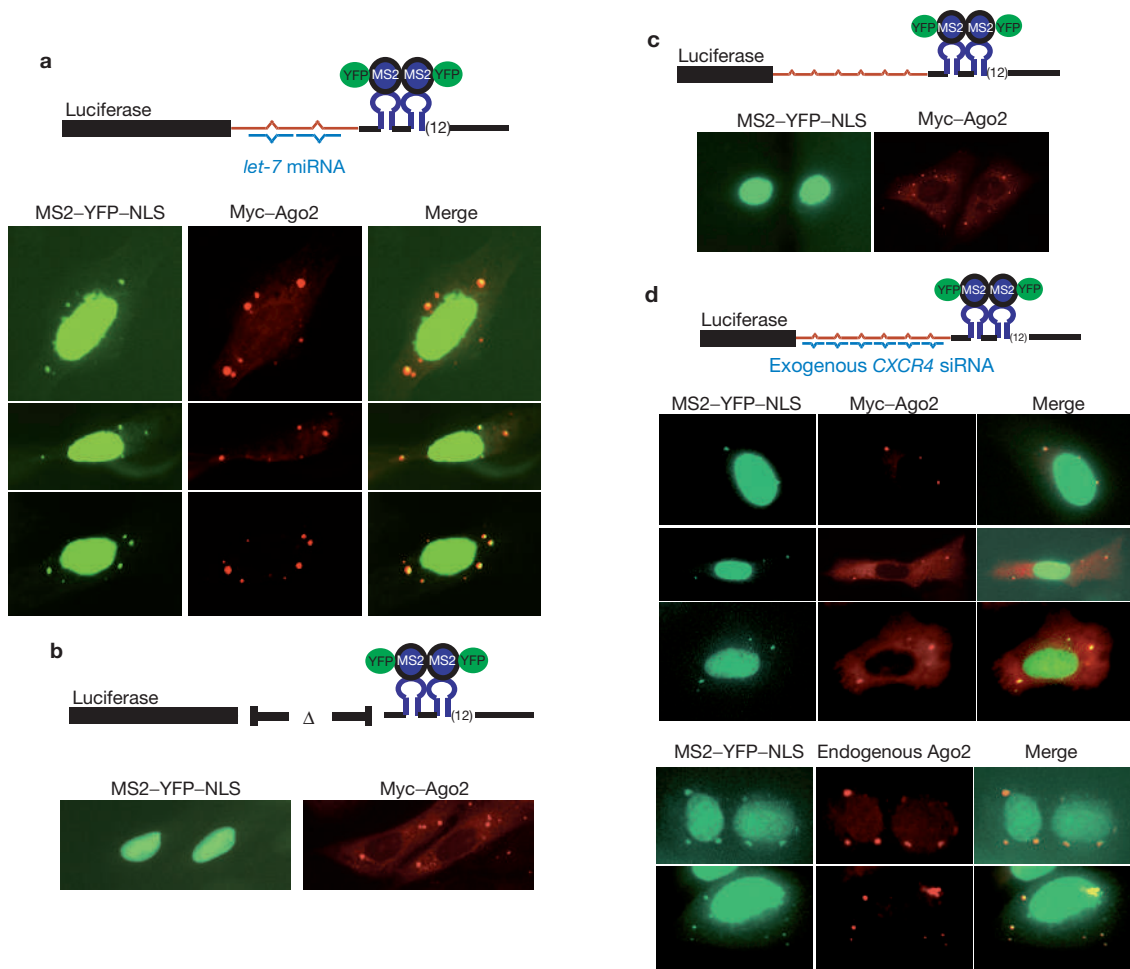 a
Luciferase
YFP MS2 MS2 YFP
(12)
let-7 miRNA
MS2–YFP–NLS Myc–Ago2 Merge
b
Luciferase
YFP MS2 MS2 YFP
Δ
(12)
MS2–YFP–NLS Myc–Ago2
c
Luciferase
YFP MS2 MS2 YFP
(12)
MS2–YFP–NLS Myc–Ago2
d
Luciferase
YFP MS2 MS2 YFP
(12)
Exogenous CXCR4 siRNA
MS2–YFP–NLS Myc–Ago2 Merge
MS2–YFP–NLS Endogenous Ago2 Merge